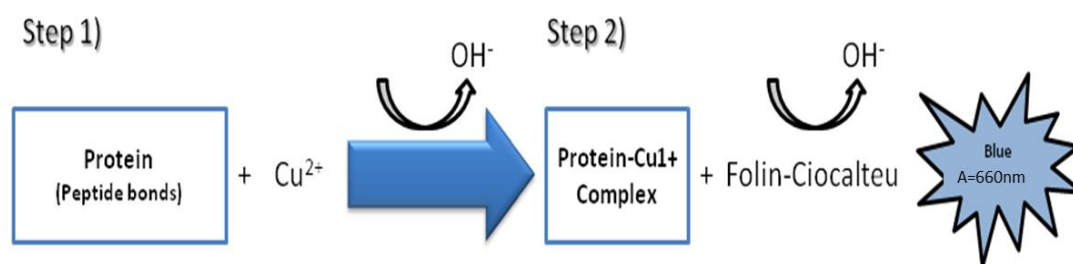 Step 1)
Step 2)
OH⁻
OH⁻
Protein
(Peptide bonds)
+ Cu²⁺
Protein-Cu1+
Complex
+ Folin-Ciocalteu
Blue
A=660nm